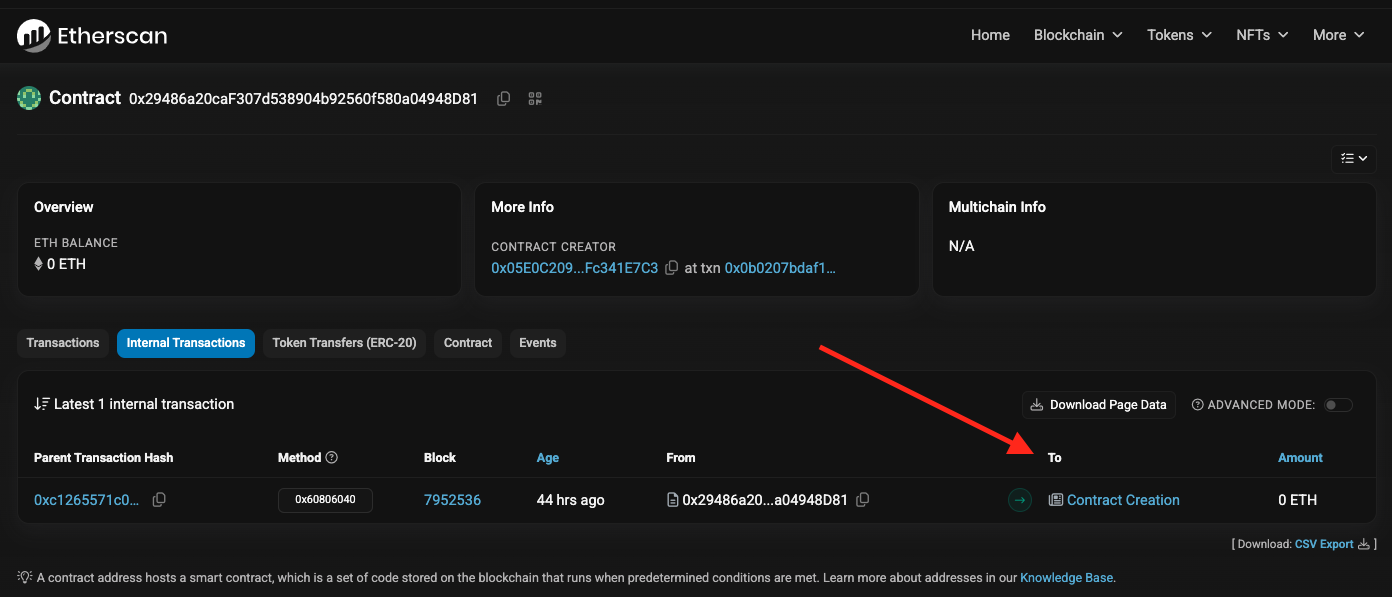 Etherscan
Home Blockchain Tokens NFTs More
Contract 0x29486a20caF307d538904b92560f580a04948D81
Overview
ETH BALANCE
0 ETH
More Info
CONTRACT CREATOR
0x05E0C209...Fc341E7C3 at txn 0x0b0207bdaf1...
Multichain Info
N/A
Transactions Internal Transactions Token Transfers (ERC-20) Contract Events
Latest 1 internal transaction Download Page Data ADVANCED MODE:
Parent Transaction Hash Method Block Age From To Amount
0xc1265571c0... 0x60806040 7952536 44 hrs ago 0x29486a20...a04948D81 Contract Creation 0 ETH
[ Download: CSV Export ]
A contract address hosts a smart contract, which is a set of code stored on the blockchain that runs when predetermined conditions are met. Learn more about addresses in our Knowledge Base.